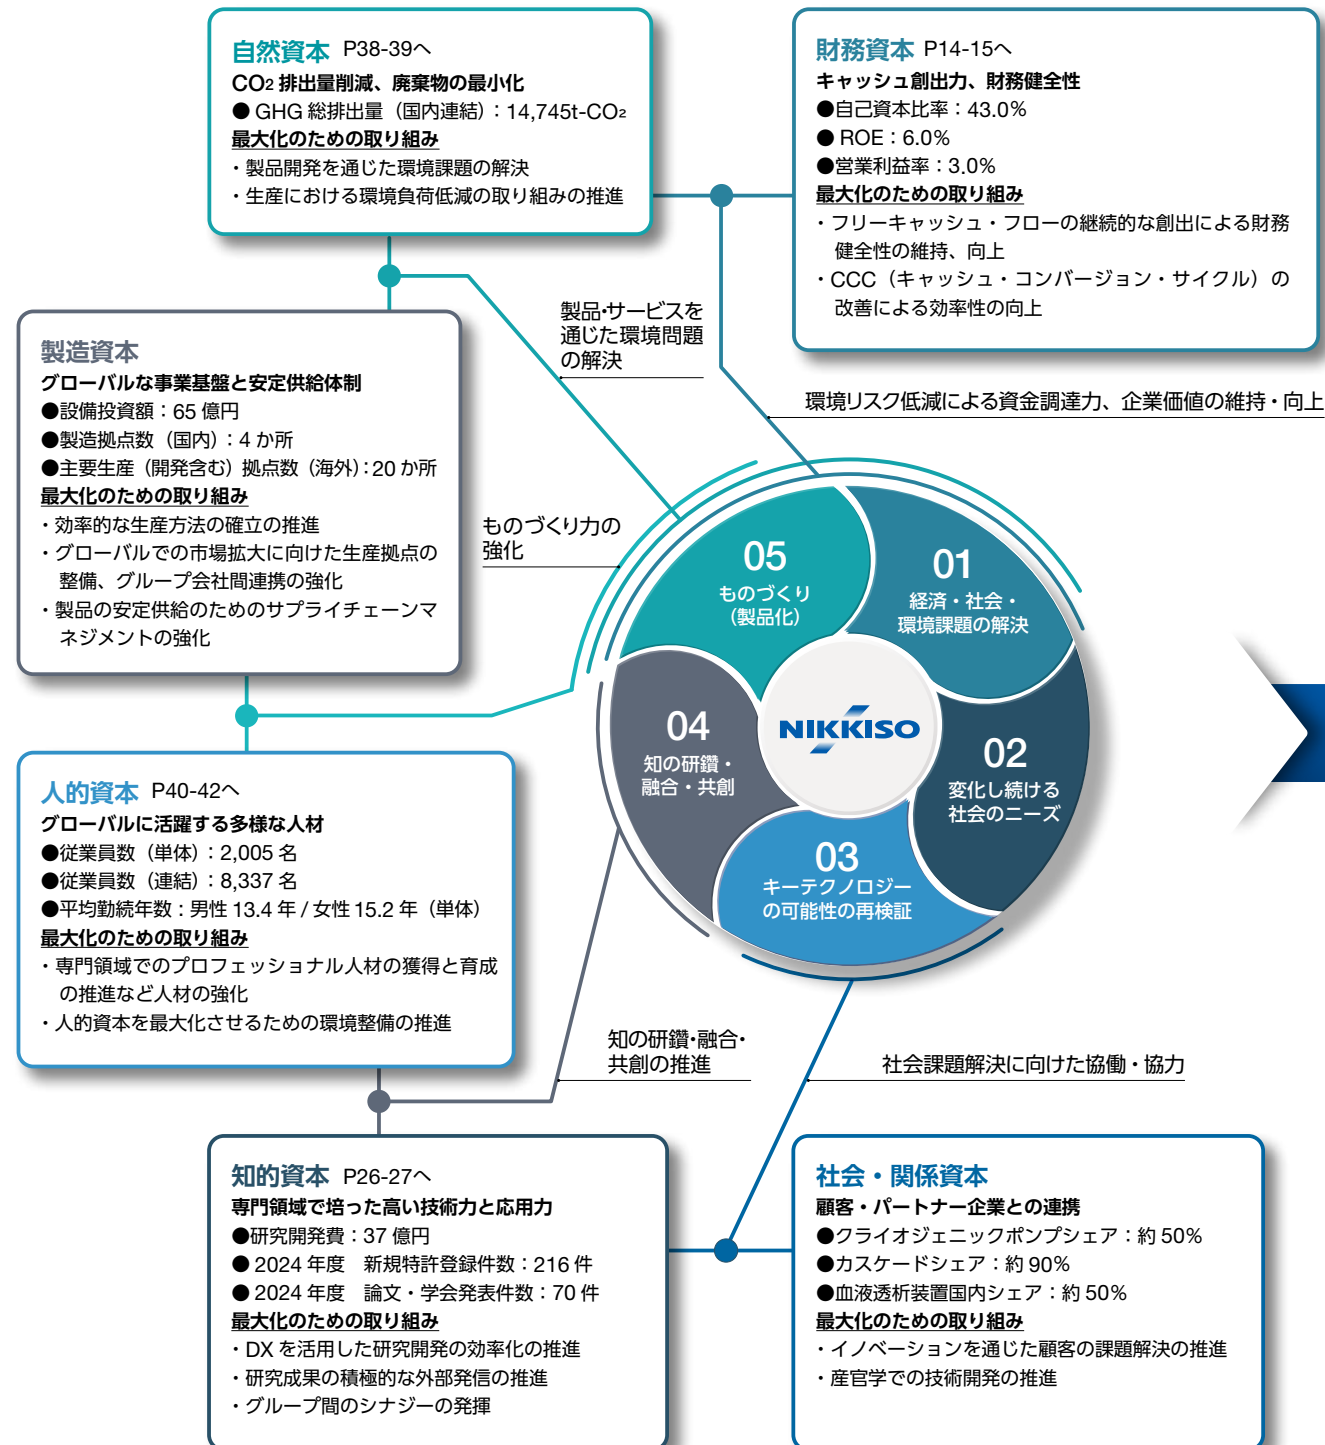 自然資本 P38-39へ
CO2 排出量削減、廃棄物の最小化
● GHG 総排出量（国内連結）：14,745t-CO2
最大化のための取り組み
・製品開発を通じた環境課題の解決
・生産における環境負荷低減の取り組みの推進
財務資本 P14-15へ
キャッシュ創出力、財務健全性
●自己資本比率：43.0%
● ROE：6.0%
●営業利益率：3.0%
最大化のための取り組み
・フリーキャッシュ・フローの継続的な創出による財務
健全性の維持、向上
・CCC（キャッシュ・コンバージョン・サイクル）の
改善による効率性の向上
製造資本
グローバルな事業基盤と安定供給体制
●設備投資額：65 億円
●製造拠点数（国内）：4 か所
●主要生産（開発含む）拠点数（海外）：20 か所
最大化のための取り組み
・効率的な生産方法の確立の推進
・グローバルでの市場拡大に向けた生産拠点の
整備、グループ会社間連携の強化
・製品の安定供給のためのサプライチェーンマ
ネジメントの強化
製品・サービスを
通じた環境問題
の解決
環境リスク低減による資金調達力、企業価値の維持・向上
ものづくり力の
強化
05
ものづくり
（製品化）
01
経済・社会・
環境課題の解決
04
知の研鑽・
融合・共創
NIKKISO
02
変化し続ける
社会のニーズ
03
キーテクノロジー
の可能性の再検証
人的資本 P40-42へ
グローバルに活躍する多様な人材
●従業員数（単体）：2,005 名
●従業員数（連結）：8,337 名
●平均勤続年数：男性 13.4 年 / 女性 15.2 年（単体）
最大化のための取り組み
・専門領域でのプロフェッショナル人材の獲得と育成
の推進など人材の強化
・人的資本を最大化させるための環境整備の推進
知の研鑽・融合・
共創の推進
社会課題解決に向けた協働・協力
知的資本 P26-27へ
専門領域で培った高い技術力と応用力
●研究開発費：37 億円
● 2024 年度　新規特許登録件数：216 件
● 2024 年度　論文・学会発表件数：70 件
最大化のための取り組み
・DX を活用した研究開発の効率化の推進
・研究成果の積極的な外部発信の推進
・グループ間のシナジーの発揮
社会・関係資本
顧客・パートナー企業との連携
●クライオジェニックポンプシェア：約 50%
●カスケードシェア：約 90%
●血液透析装置国内シェア：約 50%
最大化のための取り組み
・イノベーションを通じた顧客の課題解決の推進
・産官学での技術開発の推進